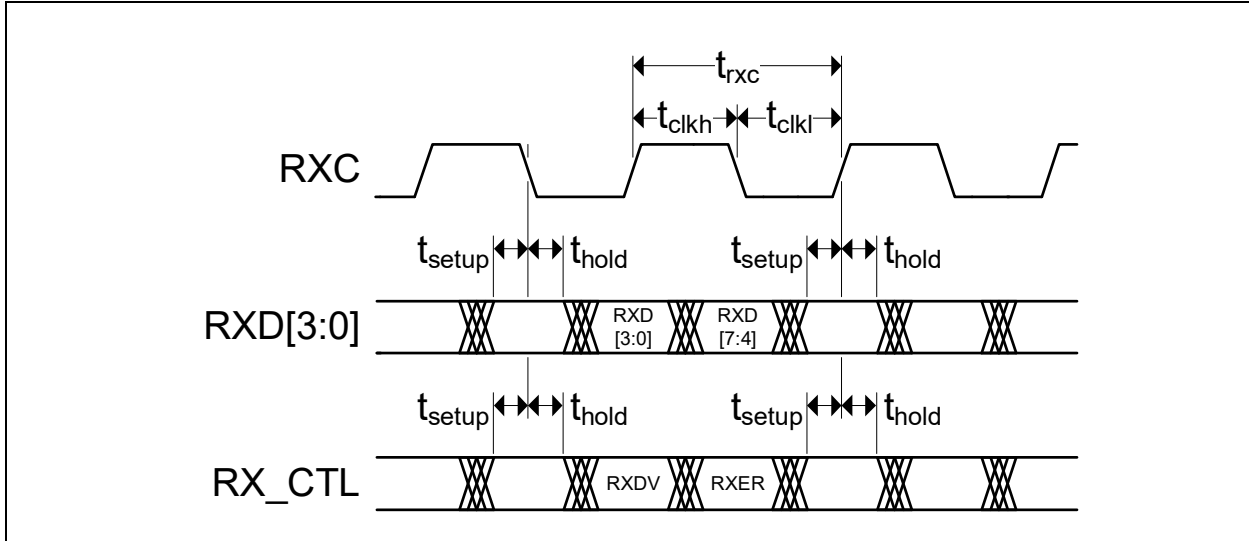 trxc
tclkh tclkl
RXC
tsetup thold tsetup thold
RXD[3:0] RXD [3:0] RXD [7:4]
tsetup thold tsetup thold
RX_CTL RXDV RXER